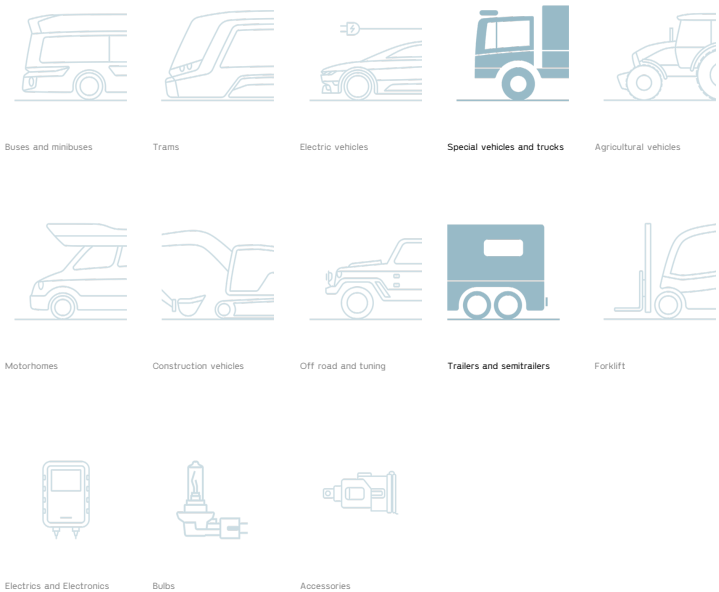 Buses and minibuses
Trams
Electric vehicles
Special vehicles and trucks
Agricultural vehicles
Motorhomes
Construction vehicles
Off road and tuning
Trailers and semitrailers
Forklift
Electrics and Electronics
Bulbs
Accessories